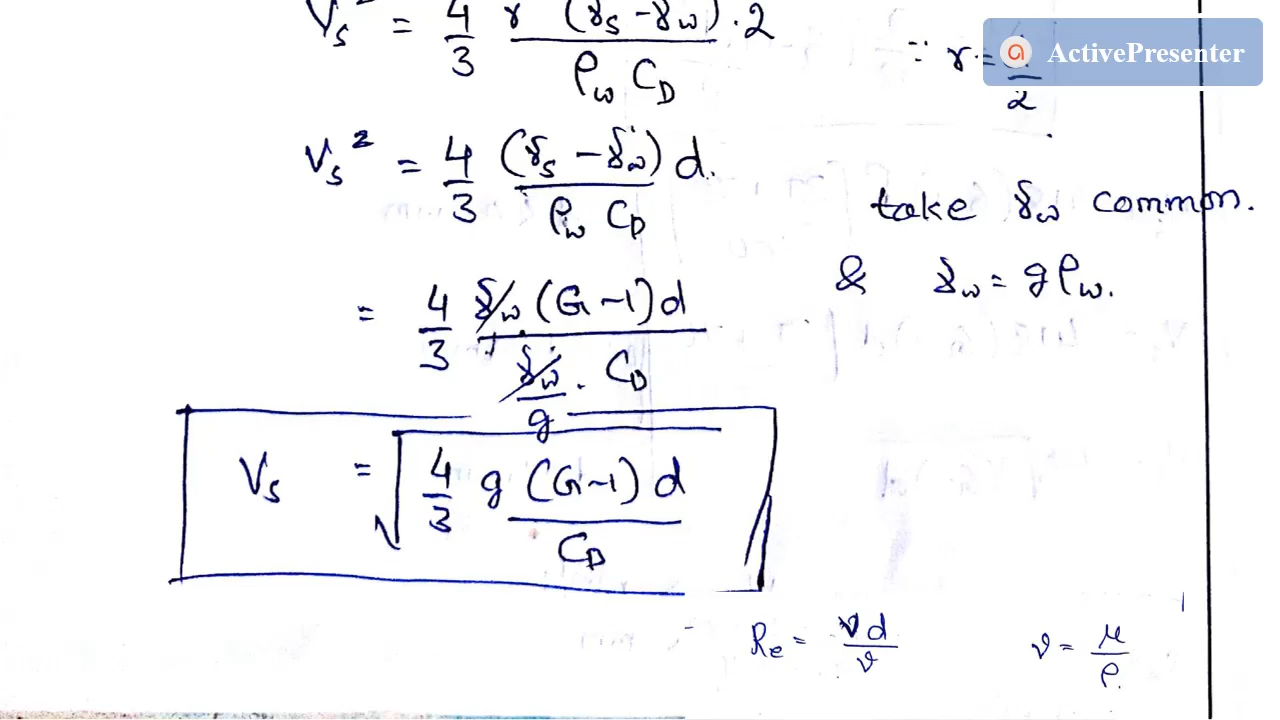 Vs² = 4/3 r (γs − γw) · 2 / ρw CD ∵ r = /2
ActivePresenter
Vs² = 4/3 (γs − γw) d / ρw CD
take γw common.
& γw = gρw.
= 4/3 γw (G − 1) d / (γw/g · CD)
Vs = √(4/3 g (G−1) d / CD)
Re = Vd/ν ν = μ/ρ